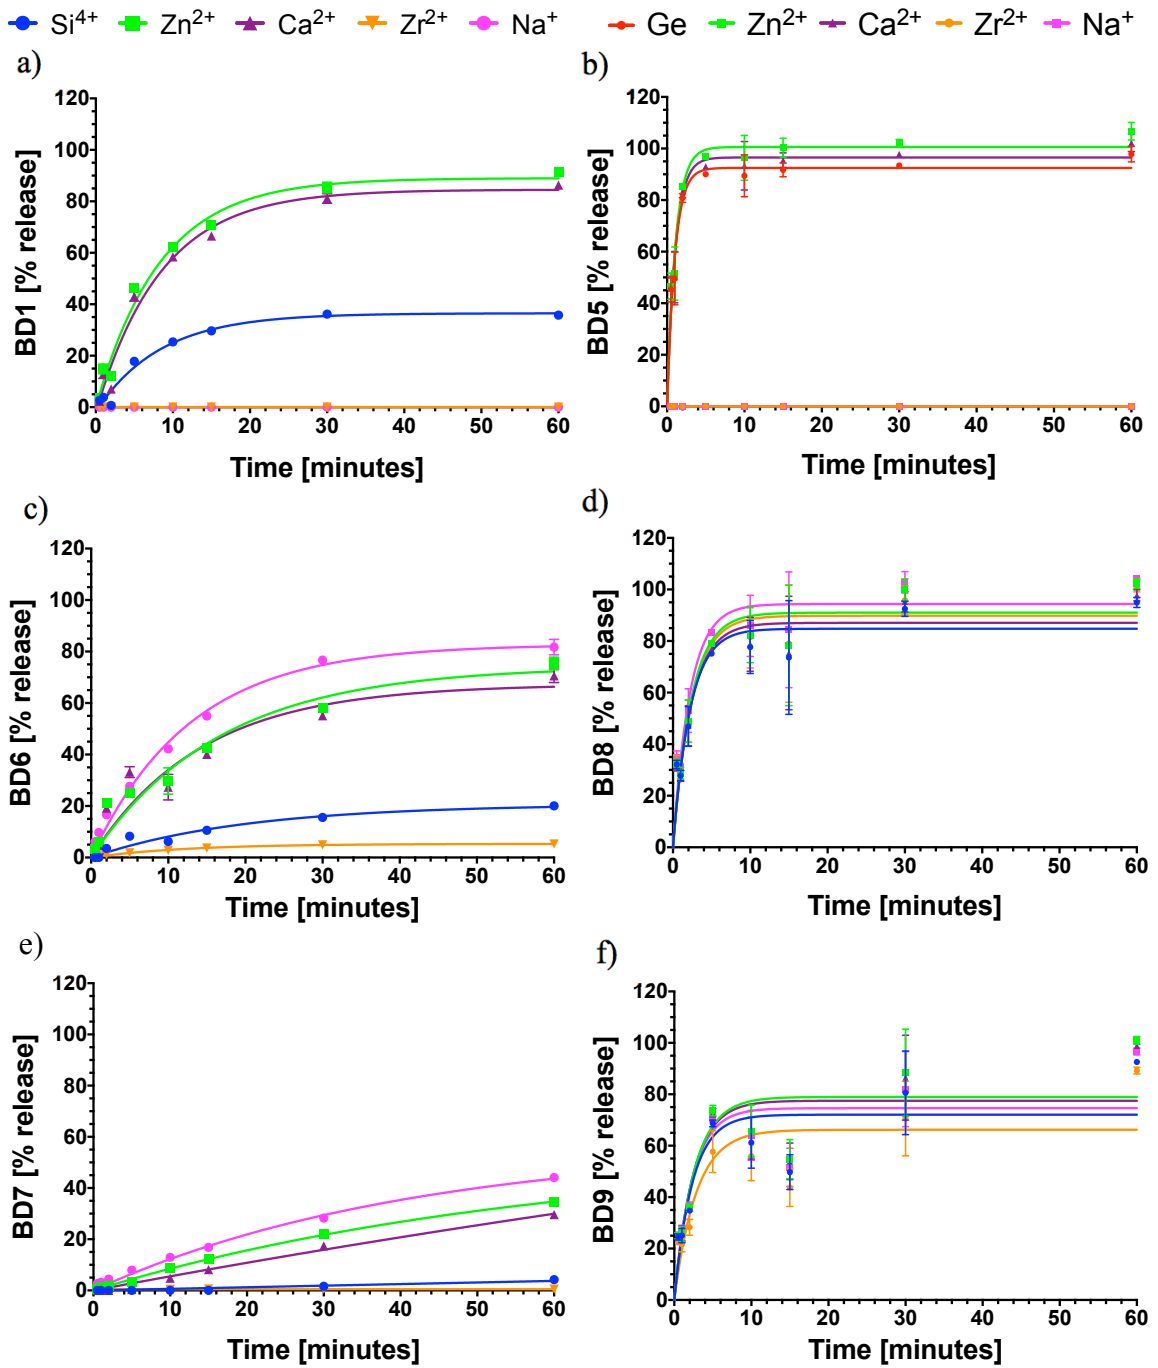 Si4+ Zn2+ Ca2+ Zr2+ Na+
Ge Zn2+ Ca2+ Zr2+ Na+
a)
BD1 [% release]
120
100
80
60
40
20
0
0 10 20 30 40 50 60
Time [minutes]
b)
BD5 [% release]
120
100
80
60
40
20
0
0 10 20 30 40 50 60
Time [minutes]
c)
BD6 [% release]
120
100
80
60
40
20
0
0 10 20 30 40 50 60
Time [minutes]
d)
BD8 [% release]
120
100
80
60
40
20
0
0 10 20 30 40 50 60
Time [minutes]
e)
BD7 [% release]
120
100
80
60
40
20
0
0 10 20 30 40 50 60
Time [minutes]
f)
BD9 [% release]
120
100
80
60
40
20
0
0 10 20 30 40 50 60
Time [minutes]